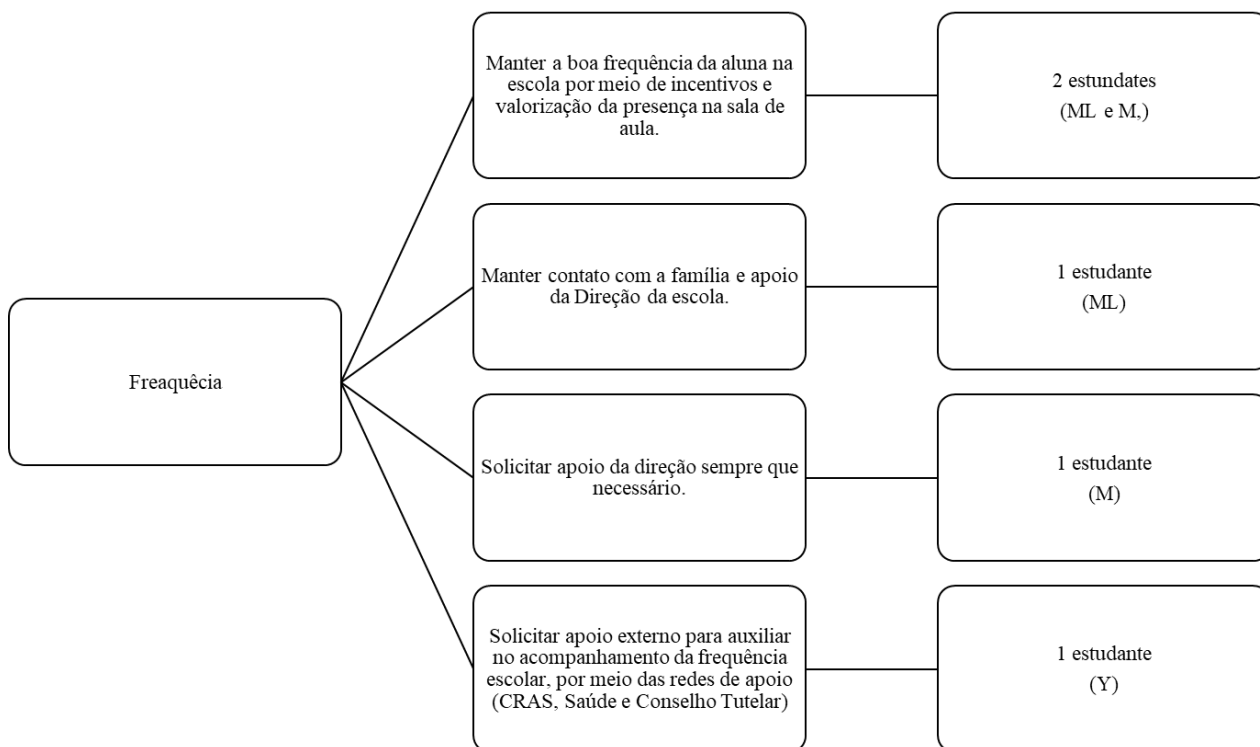 Manter a boa frequência da aluna na
escola por meio de incentivos e
valorização da presença na sala de
aula.
2 estundates
(ML e M,)
Manter contato com a família e apoio
da Direção da escola.
1 estudante
(ML)
Freaquêcia
Solicitar apoio da direção sempre que
necessário.
1 estudante
(M)
Solicitar apoio externo para auxiliar
no acompanhamento da frequência
escolar, por meio das redes de apoio
(CRAS, Saúde e Conselho Tutelar)
1 estudante
(Y)